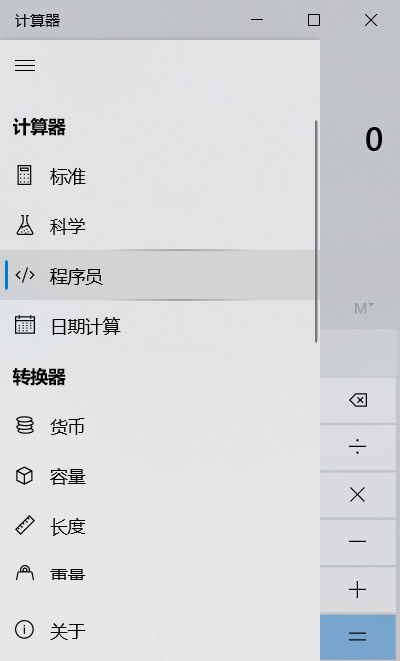 计算器
0
计算器
标准
科学
程序员
日期计算
M
转换器
货币
容量
÷
长度
×
重量
−
+
关于
=